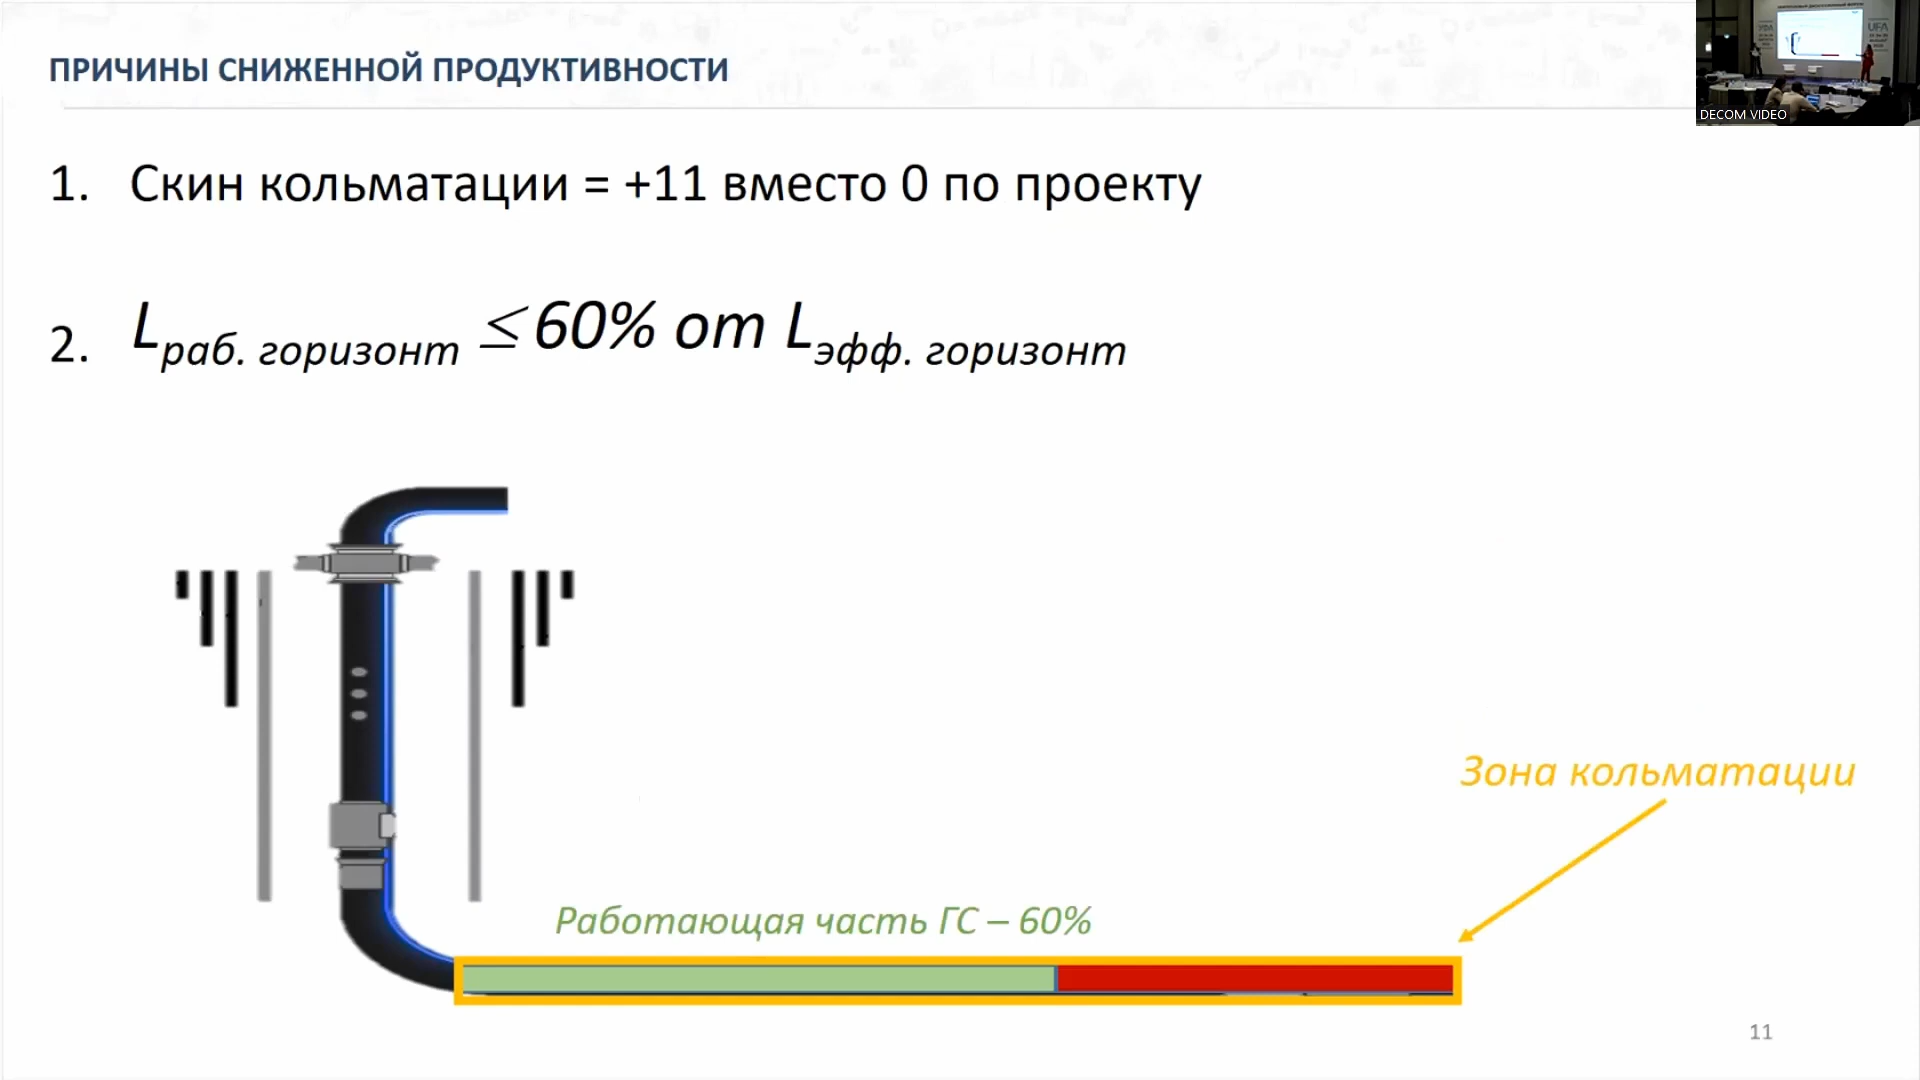 ПРИЧИНЫ СНИЖЕННОЙ ПРОДУКТИВНОСТИ
DECOM VIDEO
UFA
1. Скин кольматации = +11 вместо 0 по проекту
2. Lраб. горизонт ≤ 60% от Lэфф. горизонт
Зона кольматации
Работающая часть ГС – 60%
11